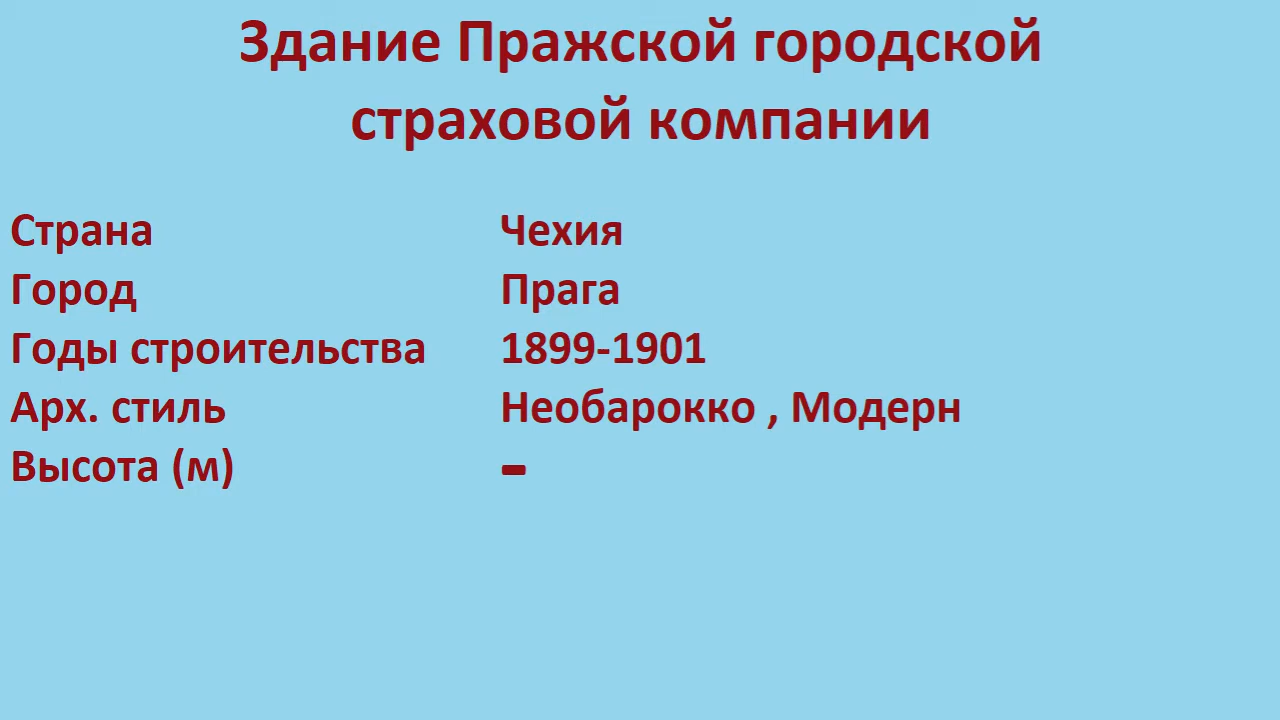 Здание Пражской городской
страховой компании
Страна Чехия
Город Прага
Годы строительства 1899-1901
Арх. стиль Необарокко , Модерн
Высота (м) -